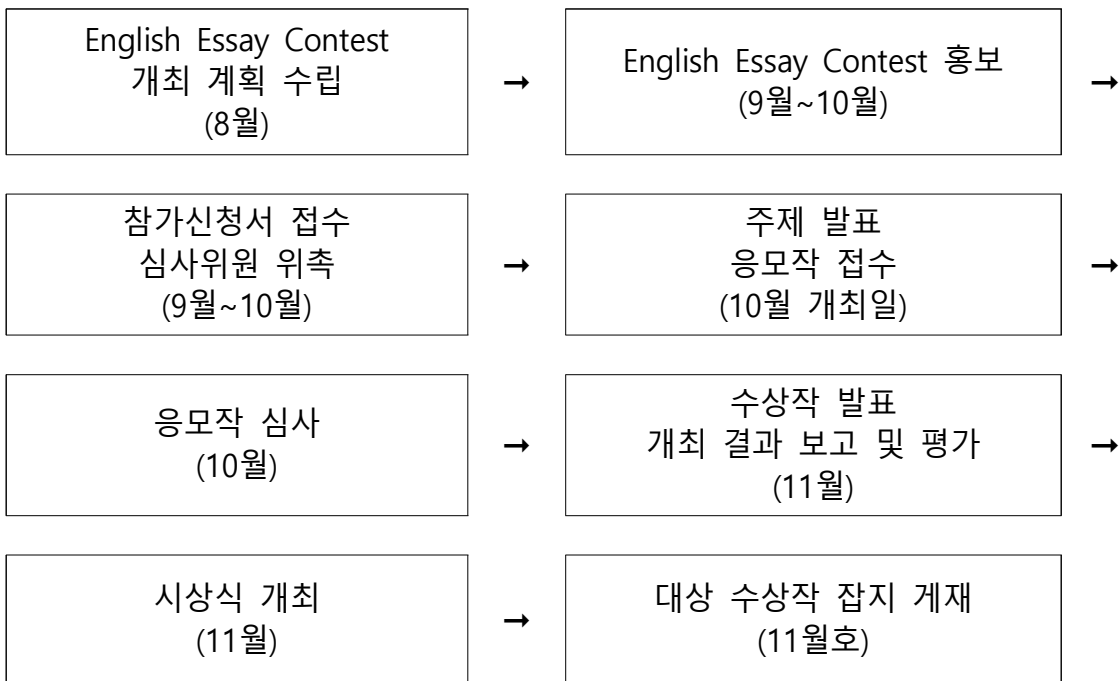 English Essay Contest
개최 계획 수립
(8월)
➞
English Essay Contest 홍보
(9월~10월)
➞
참가신청서 접수
심사위원 위촉
(9월~10월)
➞
주제 발표
응모작 접수
(10월 개최일)
➞
응모작 심사
(10월)
➞
수상작 발표
개최 결과 보고 및 평가
(11월)
➞
시상식 개최
(11월)
➞
대상 수상작 잡지 게재
(11월호)